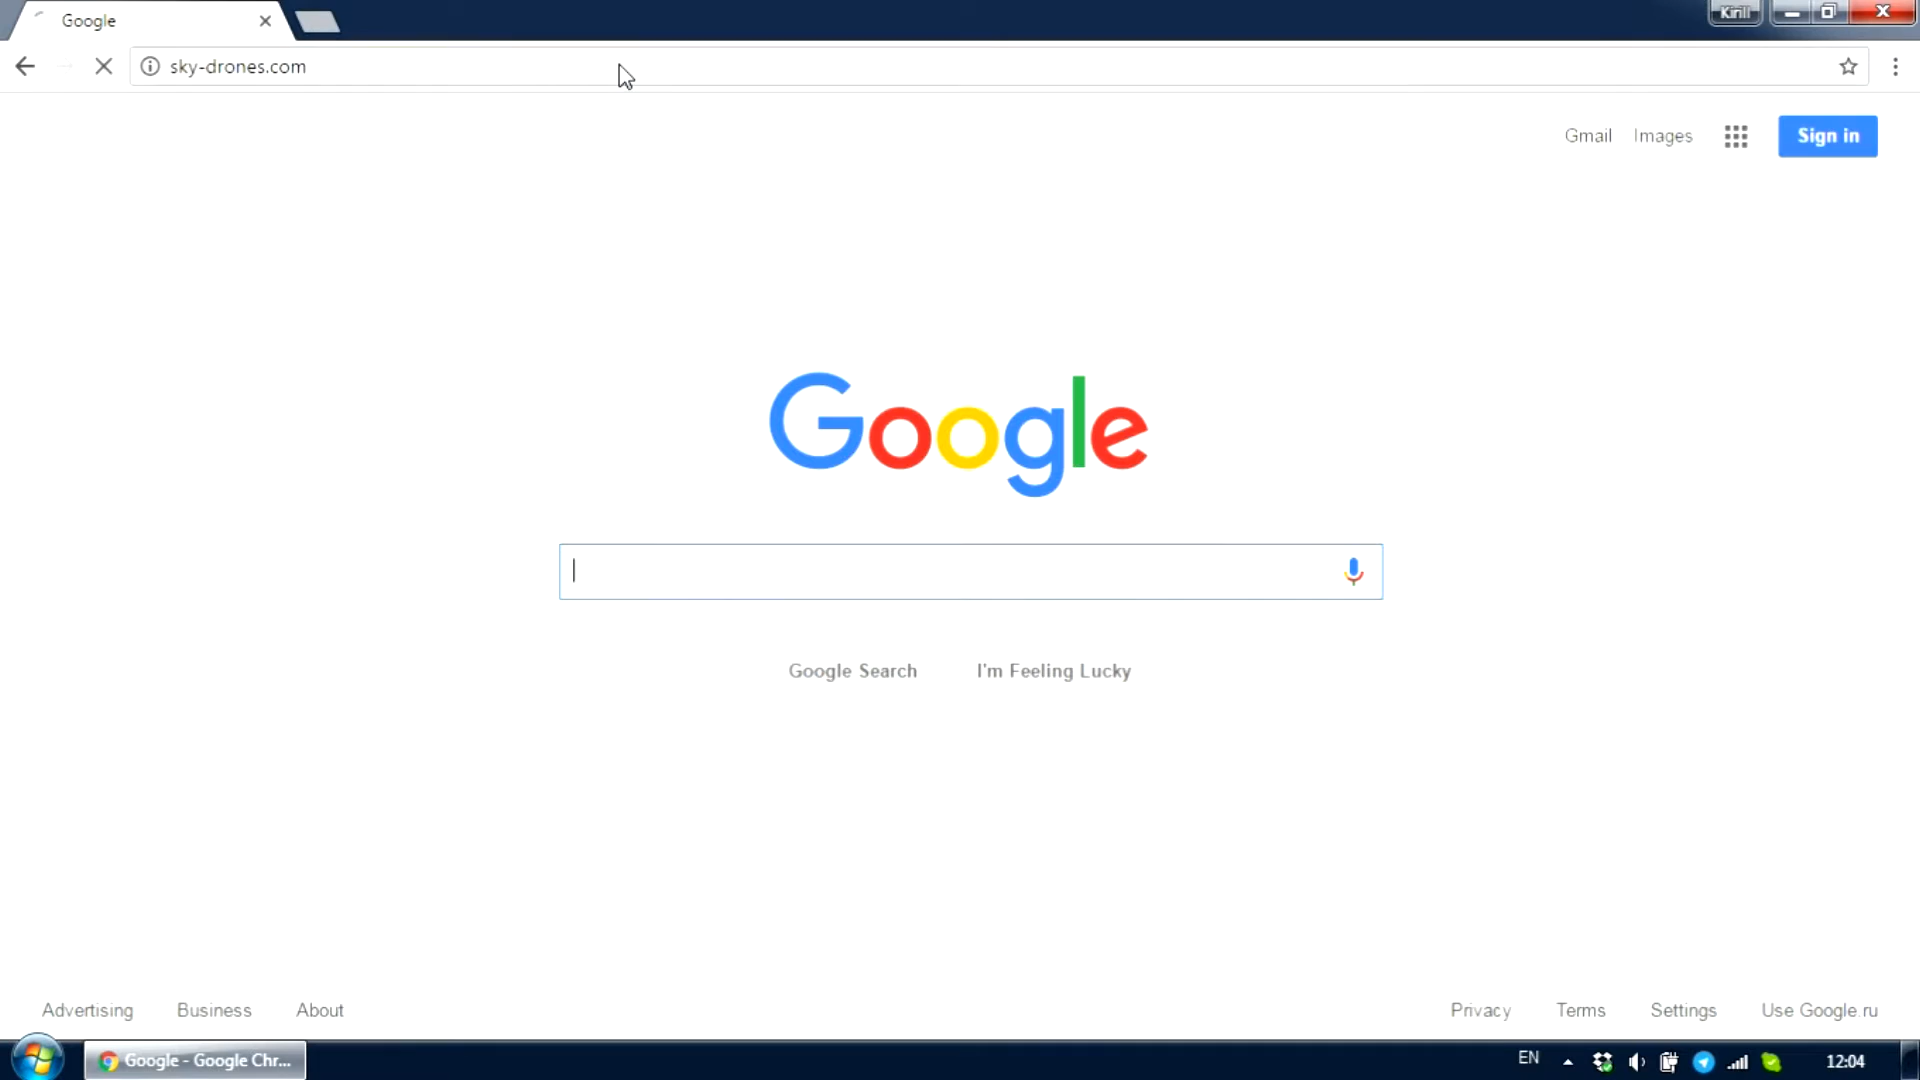 Google
Kirill
sky-drones.com
Gmail Images Sign in
Google
Google Search I'm Feeling Lucky
Advertising Business About Privacy Terms Settings Use Google.ru
Google - Google Chr... EN 12:04